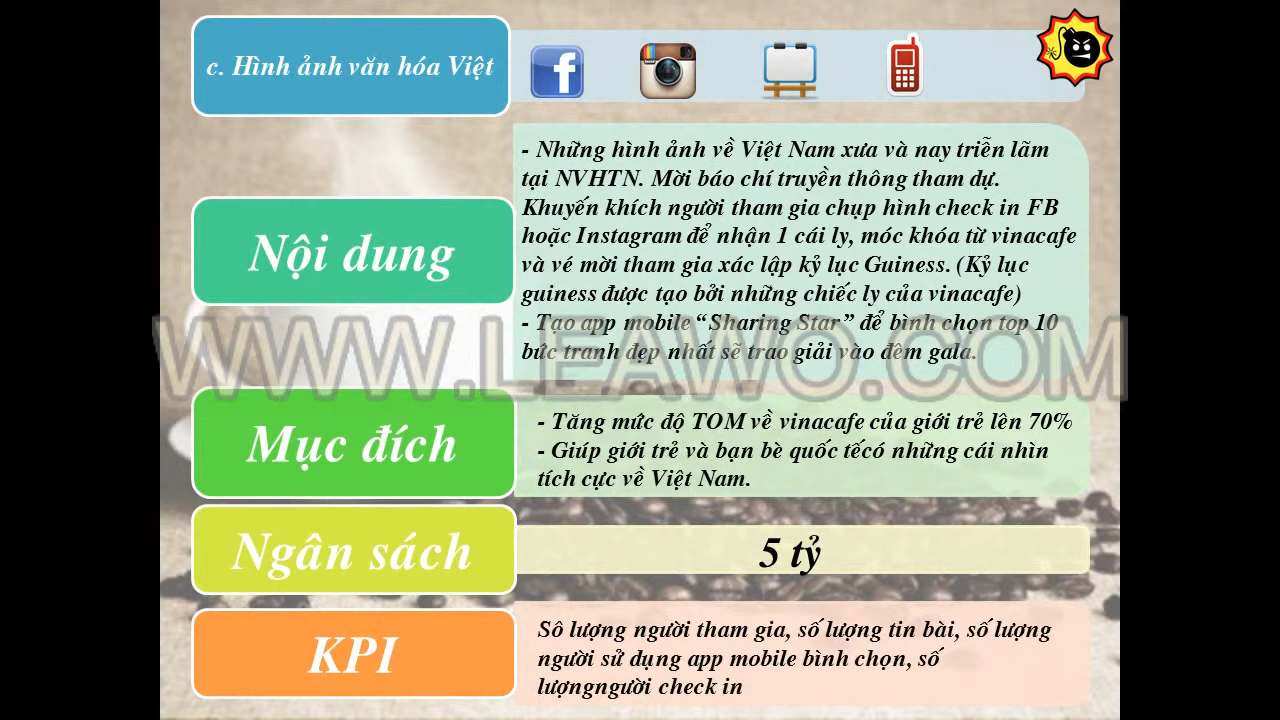 c. Hình ảnh văn hóa Việt
Nội dung
- Những hình ảnh về Việt Nam xưa và nay triễn lãm
tại NVHTN. Mời báo chí truyền thông tham dự.
Khuyến khích người tham gia chụp hình check in FB
hoặc Instagram để nhận 1 cái ly, móc khóa từ vinacafe
và vé mời tham gia xác lập kỷ lục Guiness. (Kỷ lục
guiness được tạo bởi những chiếc ly của vinacafe)
- Tạo app mobile “Sharing Star” để bình chọn top 10
bức tranh đẹp nhất sẽ trao giải vào đêm gala.
WWW.LEAWO.COM
Mục đích
- Tăng mức độ TOM về vinacafe của giới trẻ lên 70%
- Giúp giới trẻ và bạn bè quốc tếcó những cái nhìn
tích cực về Việt Nam.
Ngân sách
5 tỷ
KPI
Sô lượng người tham gia, số lượng tin bài, số lượng
người sử dụng app mobile bình chọn, số
lượngngười check in